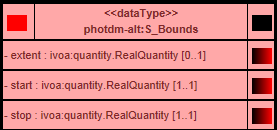 <<dataType>>
photdm-alt:S_Bounds
- extent : ivoa:quantity.RealQuantity [0..1]
- start : ivoa:quantity.RealQuantity [1..1]
- stop : ivoa:quantity.RealQuantity [1..1]